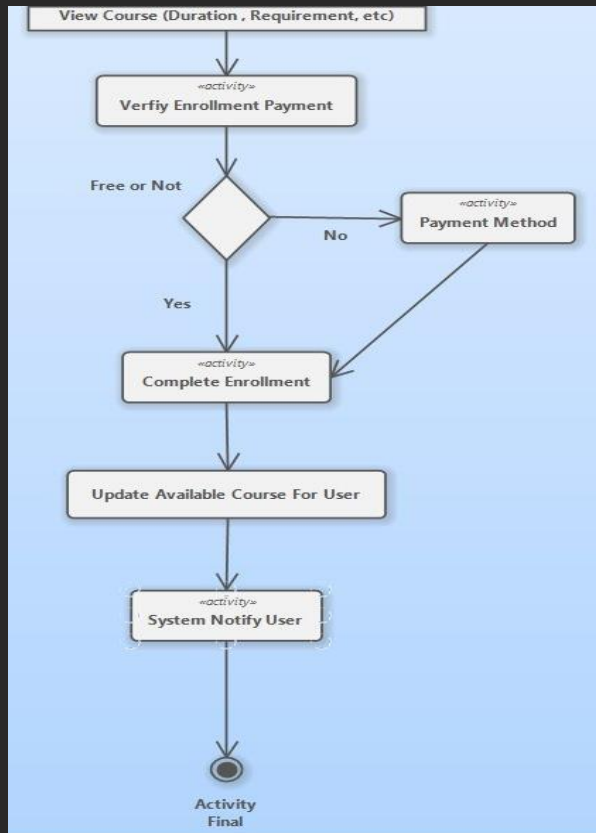 View Course (Duration , Requirement, etc)
«activity»
Verfiy Enrollment Payment
Free or Not
«activity»
Payment Method
No
Yes
«activity»
Complete Enrollment
Update Available Course For User
«activity»
System Notify User
Activity
Final